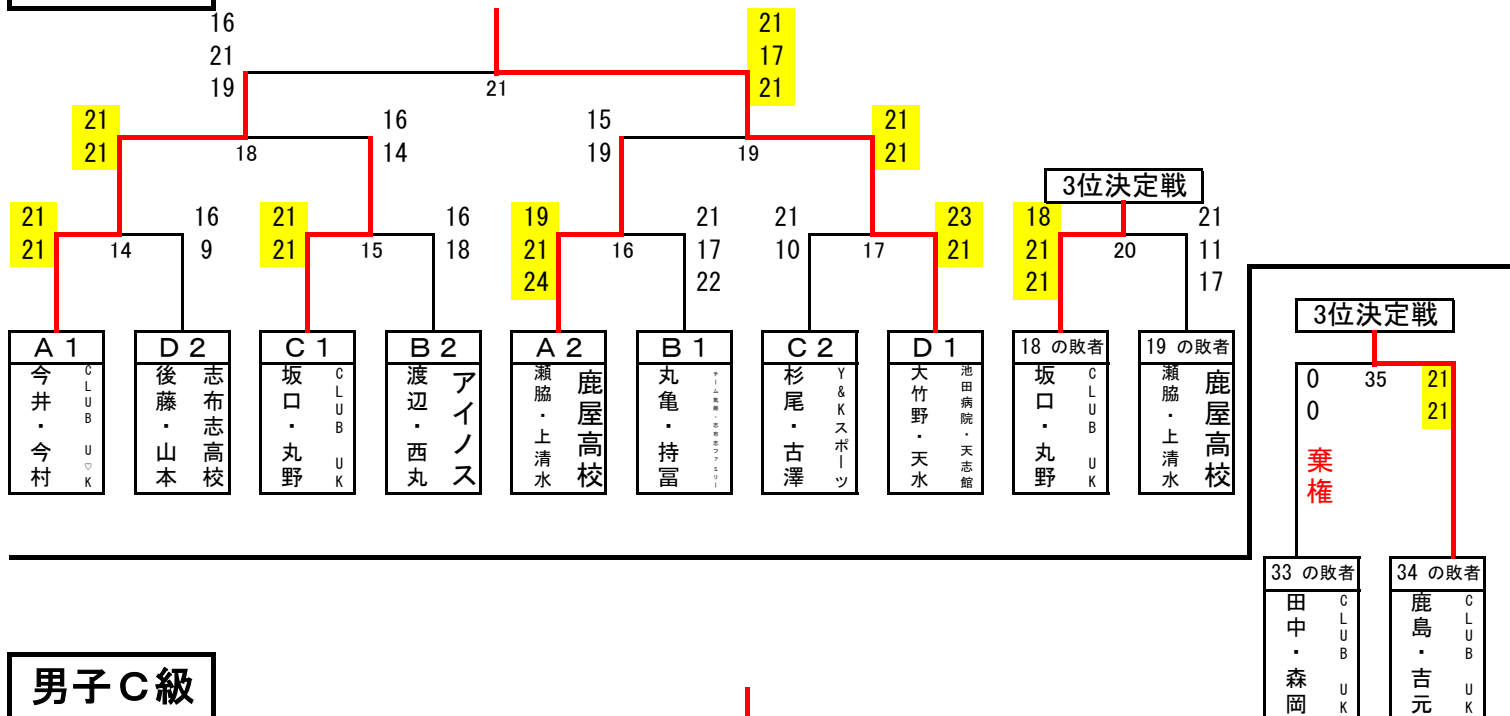 16
21
19
21
17
21
21
21
21
18
16
14
15
19
19
21
21
3位決定戦
21
21
14
16
9
21
21
15
16
18
19
21
24
16
21
17
22
21
10
17
23
21
18
21
21
20
21
11
17
A1
今井・今村
CLUB U♡K
D2
後藤・山本
志布志高校
C1
坂口・丸野
CLUB UK
B2
渡辺・西丸
アイノス
A2
瀬脇・上清水
鹿屋高校
B1
丸亀・持冨
C2
杉尾・古澤
Y&Kスポーツ
D1
大竹野・天水
池田病院・天志館
18 の敗者
坂口・丸野
CLUB UK
19 の敗者
瀬脇・上清水
鹿屋高校
3位決定戦
0
0
35
21
21
棄権
33 の敗者
田中・森岡
CLUB UK
34 の敗者
鹿島・吉元
CLUB UK
男子C級